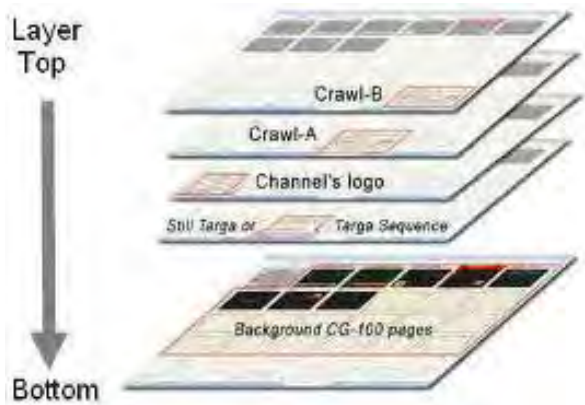 Layer
Top
Crawl-B
Crawl-A
Channel's logo
Still Targa or Targa Sequence
Background CG-100 pages
Bottom